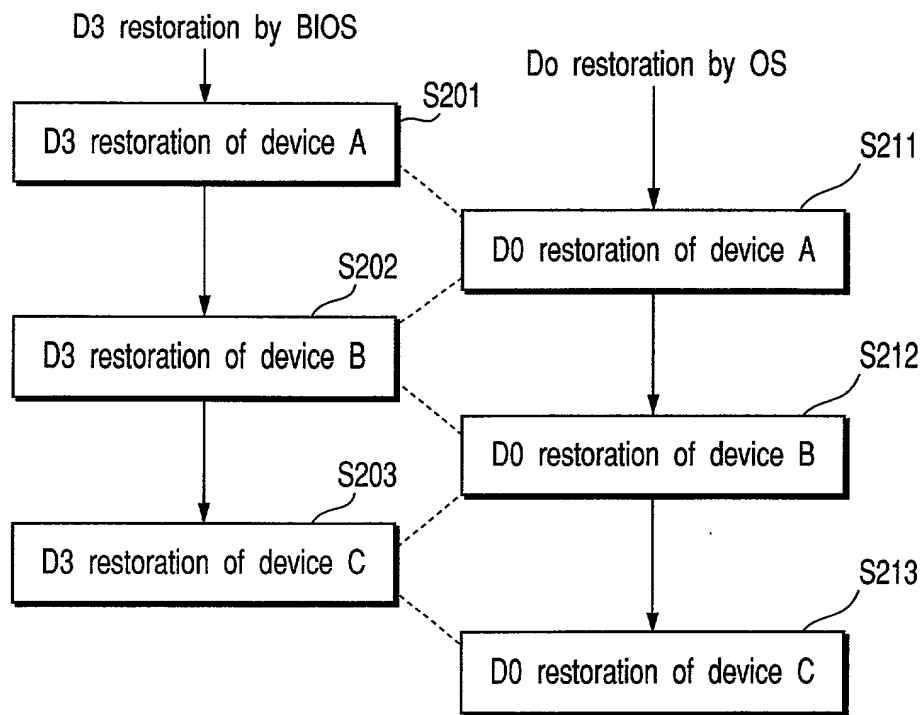 D3 restoration by BIOS
Do restoration by OS
S201
D3 restoration of device A
S211
D0 restoration of device A
S202
D3 restoration of device B
S212
D0 restoration of device B
S203
D3 restoration of device C
S213
D0 restoration of device C